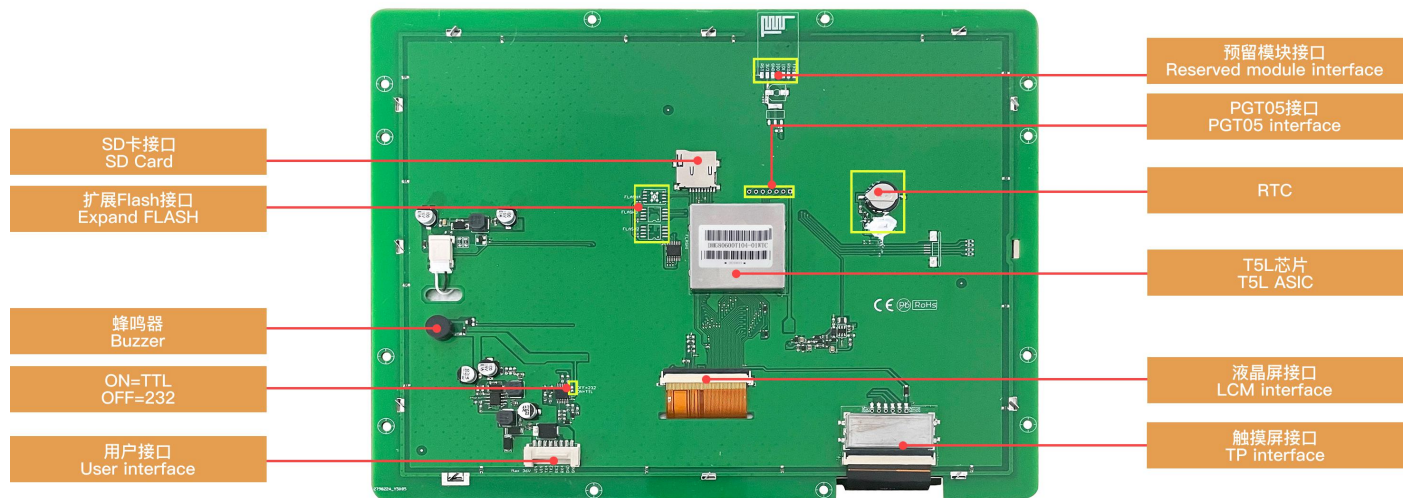 SD卡接口
SD Card
扩展Flash接口
Expand FLASH
蜂鸣器
Buzzer
ON=TTL
OFF=232
用户接口
User interface
预留模块接口
Reserved module interface
PGT05接口
PGT05 interface
RTC
T5L芯片
T5L ASIC
液晶屏接口
LCM interface
触摸屏接口
TP interface
CE Pb RoHS
OFF=232